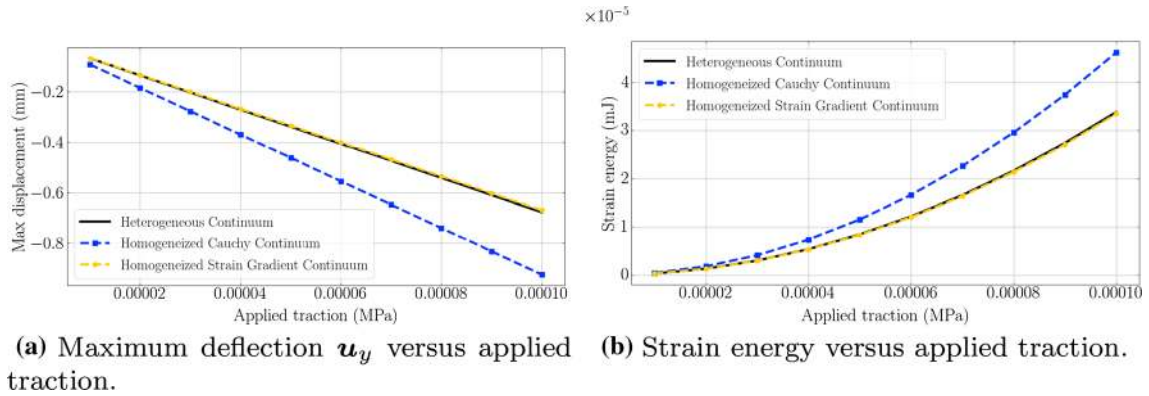 Max displacement (mm)
−0.2
−0.4
−0.6
−0.8
Heterogeneous Continuum
Homogeneized Cauchy Continuum
Homogeneized Strain Gradient Continuum
0.00002 0.00004 0.00006 0.00008 0.00010
Applied traction (MPa)
(a) Maximum deflection u_y versus applied
traction.
×10⁻⁵
Strain energy (mJ)
4
3
2
1
0
Heterogeneous Continuum
Homogeneized Cauchy Continuum
Homogeneized Strain Gradient Continuum
0.00002 0.00004 0.00006 0.00008 0.00010
Applied traction (MPa)
(b) Strain energy versus applied traction.